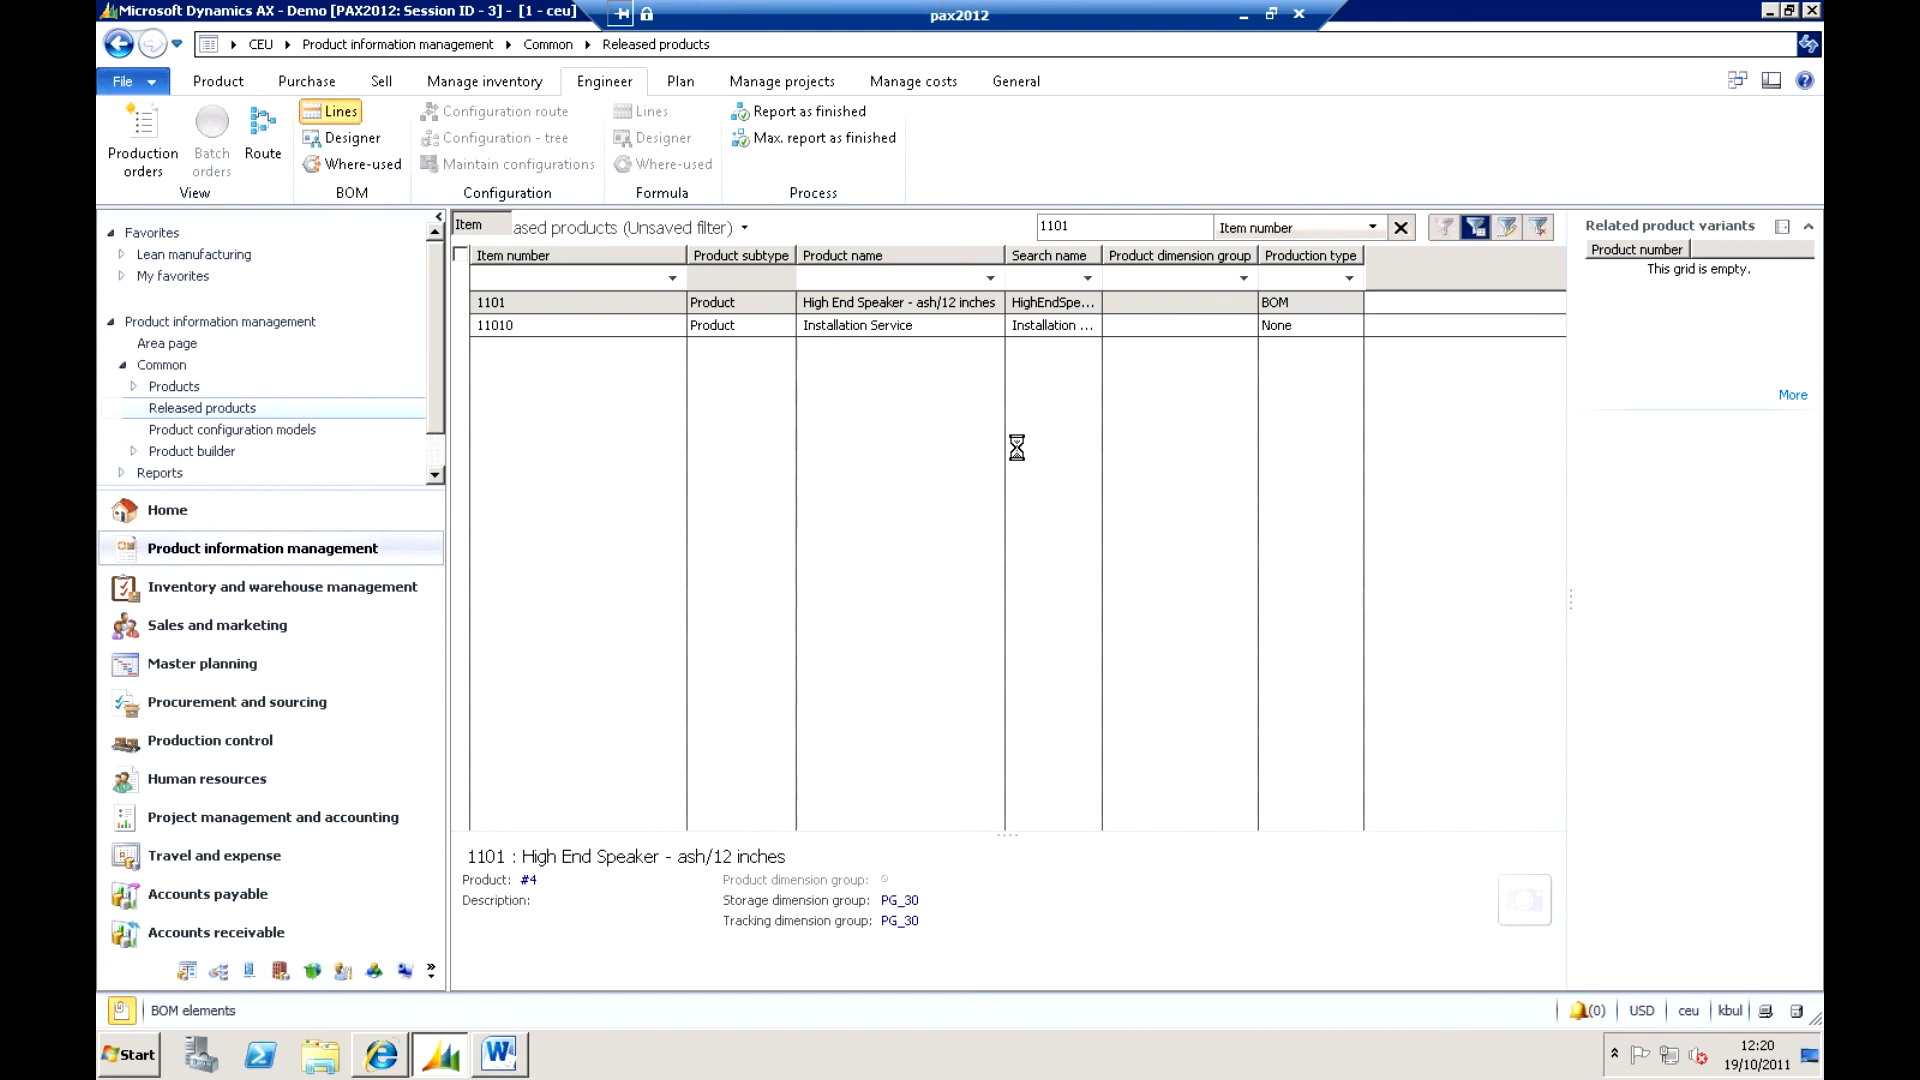 Microsoft Dynamics AX - Demo [PAX2012: Session ID - 3] - [1 - ceu]
pax2012
CEU Product information management Common Released products
File Product Purchase Sell Manage inventory Engineer Plan Manage projects Manage costs General
Production orders
Batch orders
Route
View
Lines
Designer
Where-used
BOM
Configuration route
Configuration - tree
Maintain configurations
Configuration
Lines
Designer
Where-used
Formula
Report as finished
Max. report as finished
Process
Favorites
Lean manufacturing
My favorites
Product information management
Area page
Common
Products
Released products
Product configuration models
Product builder
Reports
Home
Product information management
Inventory and warehouse management
Sales and marketing
Master planning
Procurement and sourcing
Production control
Human resources
Project management and accounting
Travel and expense
Accounts payable
Accounts receivable
Item ased products (Unsaved filter)
1101 Item number
Item number Product subtype Product name Search name Product dimension group Production type
1101 Product High End Speaker - ash/12 inches HighEndSpe... BOM
11010 Product Installation Service Installation ... None
1101 : High End Speaker - ash/12 inches
Product: #4
Description:
Product dimension group:
Storage dimension group: PG_30
Tracking dimension group: PG_30
Related product variants
Product number
This grid is empty.
More
BOM elements
(0) USD ceu kbul
Start
12:20
19/10/2011